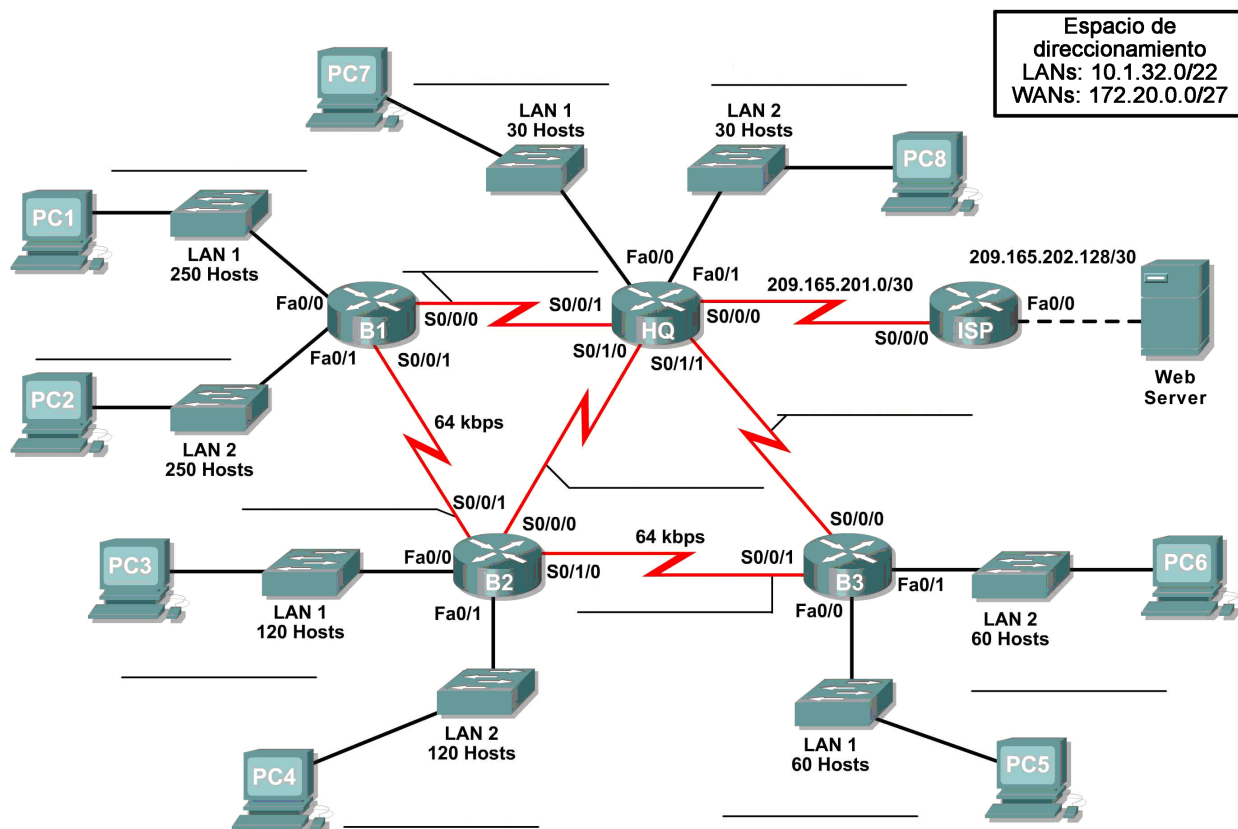 Espacio de
direccionamiento
LANs: 10.1.32.0/22
WANs: 172.20.0.0/27
PC7
LAN 1
30 Hosts
LAN 2
30 Hosts
PC8
PC1
LAN 1
250 Hosts
Fa0/0
Fa0/1
209.165.202.128/30
209.165.201.0/30
Fa0/0
B1
S0/0/0
S0/0/1
HQ
S0/0/0
S0/0/0
ISP
Fa0/0
Web
Server
Fa0/1
S0/0/1
S0/1/0
S0/1/1
PC2
LAN 2
250 Hosts
64 kbps
S0/0/1
S0/0/0
64 kbps
S0/0/0
PC3
LAN 1
120 Hosts
Fa0/0
B2
S0/1/0
Fa0/1
S0/0/1
B3
Fa0/1
Fa0/0
LAN 2
60 Hosts
PC6
PC4
LAN 2
120 Hosts
LAN 1
60 Hosts
PC5